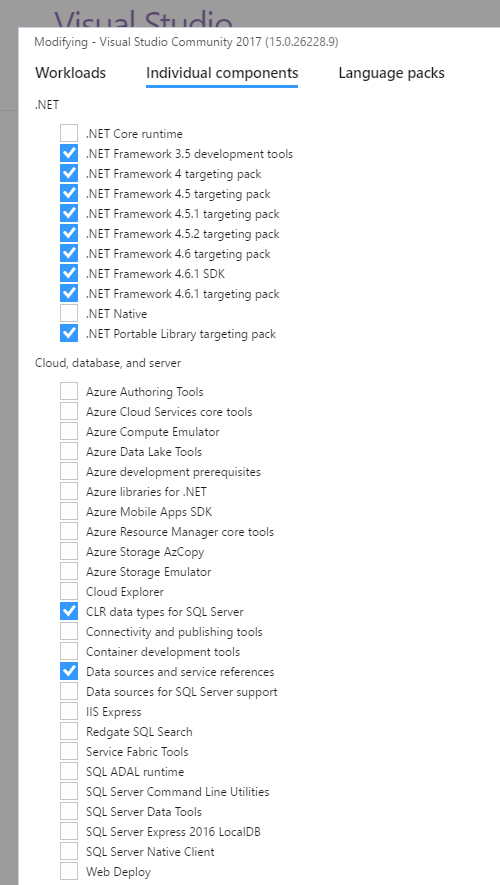 Visual Studio
Modifying - Visual Studio Community 2017 (15.0.26228.9)
Workloads Individual components Language packs
.NET
.NET Core runtime
.NET Framework 3.5 development tools
.NET Framework 4 targeting pack
.NET Framework 4.5 targeting pack
.NET Framework 4.5.1 targeting pack
.NET Framework 4.5.2 targeting pack
.NET Framework 4.6 targeting pack
.NET Framework 4.6.1 SDK
.NET Framework 4.6.1 targeting pack
.NET Native
.NET Portable Library targeting pack
Cloud, database, and server
Azure Authoring Tools
Azure Cloud Services core tools
Azure Compute Emulator
Azure Data Lake Tools
Azure development prerequisites
Azure libraries for .NET
Azure Mobile Apps SDK
Azure Resource Manager core tools
Azure Storage AzCopy
Azure Storage Emulator
Cloud Explorer
CLR data types for SQL Server
Connectivity and publishing tools
Container development tools
Data sources and service references
Data sources for SQL Server support
IIS Express
Redgate SQL Search
Service Fabric Tools
SQL ADAL runtime
SQL Server Command Line Utilities
SQL Server Data Tools
SQL Server Express 2016 LocalDB
SQL Server Native Client
Web Deploy